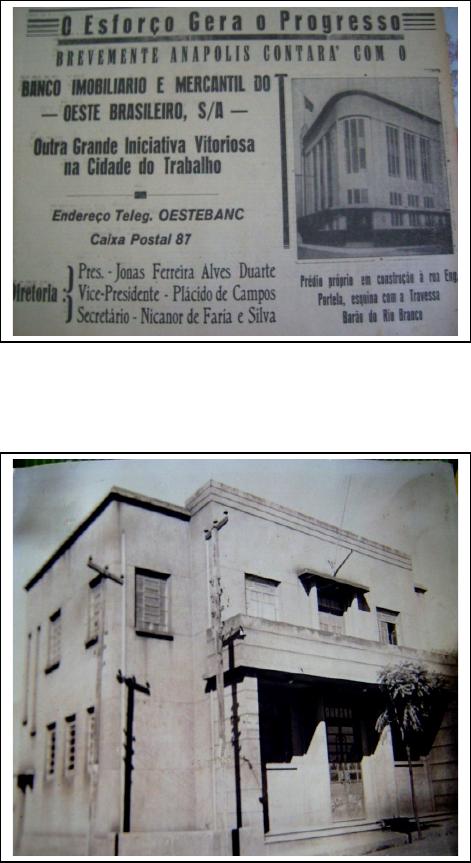 O Esforço Gera o Progresso
BREVEMENTE ANAPOLIS CONTARA' COM O
BANCO IMOBILIARIO E MERCANTIL DO
— OESTE BRASILEIRO, S/A —
Outra Grande Iniciativa Vitoriosa
na Cidade do Trabalho
Endereço Teleg. OESTEBANC
Caixa Postal 87
Diretoria
Pres. - Jonas Ferreira Alves Duarte
Vice-Presidente - Plácido de Campos
Secretário - Nicanor de Faria e Silva
Prédio próprio em construção à rua Eng.
Portela, esquina com a Travessa
Barão do Rio Branco